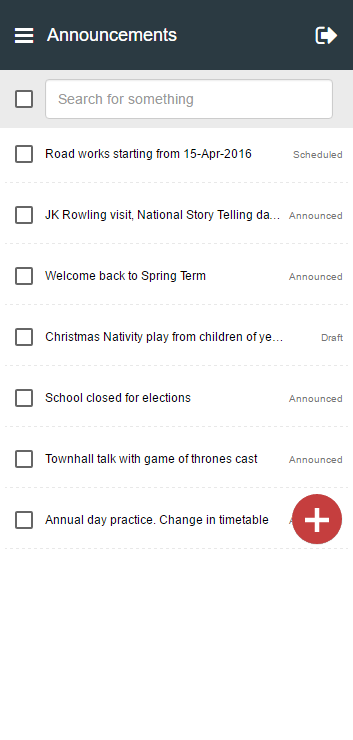 Announcements
Search for something
Road works starting from 15-Apr-2016 Scheduled
JK Rowling visit, National Story Telling da... Announced
Welcome back to Spring Term Announced
Christmas Nativity play from children of ye... Draft
School closed for elections Announced
Townhall talk with game of thrones cast Announced
Annual day practice. Change in timetable